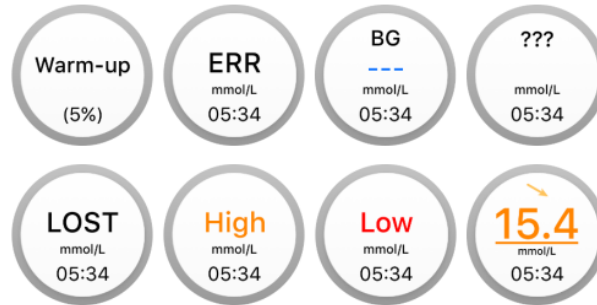 Warm-up
(5%)
ERR
mmol/L
05:34
BG
---
mmol/L
05:34
???
mmol/L
05:34
LOST
mmol/L
05:34
High
mmol/L
05:34
Low
mmol/L
05:34
15.4
mmol/L
05:34